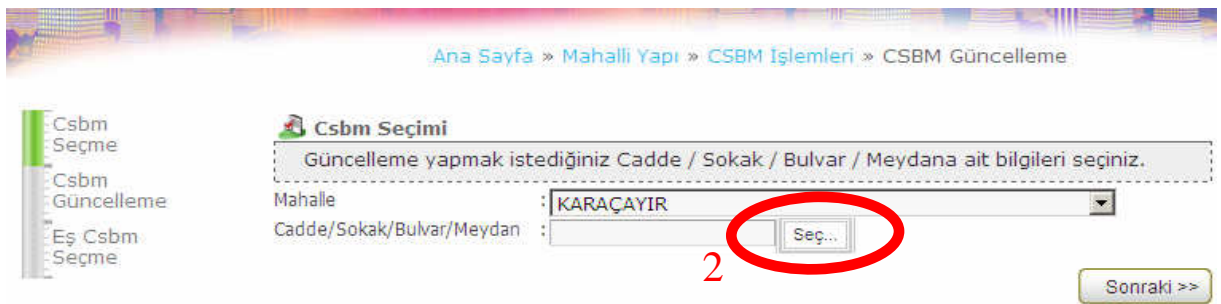 Ana Sayfa » Mahalli Yapı » CSBM İşlemleri » CSBM Güncelleme
Csbm
Seçme
Csbm
Güncelleme
Eş Csbm
Seçme
Csbm Seçimi
Güncelleme yapmak istediğiniz Cadde / Sokak / Bulvar / Meydana ait bilgileri seçiniz.
Mahalle : KARAÇAYIR
Cadde/Sokak/Bulvar/Meydan : Seç...
2
Sonraki >>